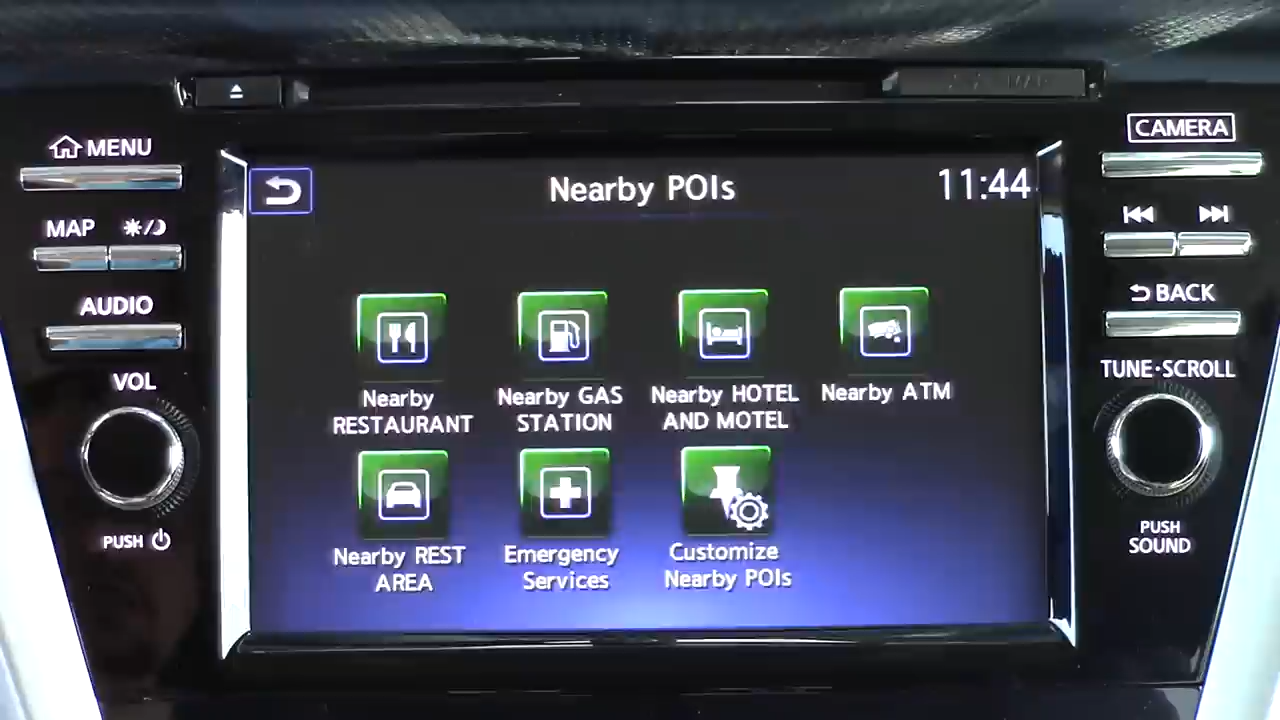 MENU
CAMERA
Nearby POIs
11:44
MAP
AUDIO
BACK
VOL
TUNE·SCROLL
Nearby
RESTAURANT
Nearby GAS
STATION
Nearby HOTEL
AND MOTEL
Nearby ATM
Nearby REST
AREA
Emergency
Services
Customize
Nearby POIs
PUSH
PUSH
SOUND